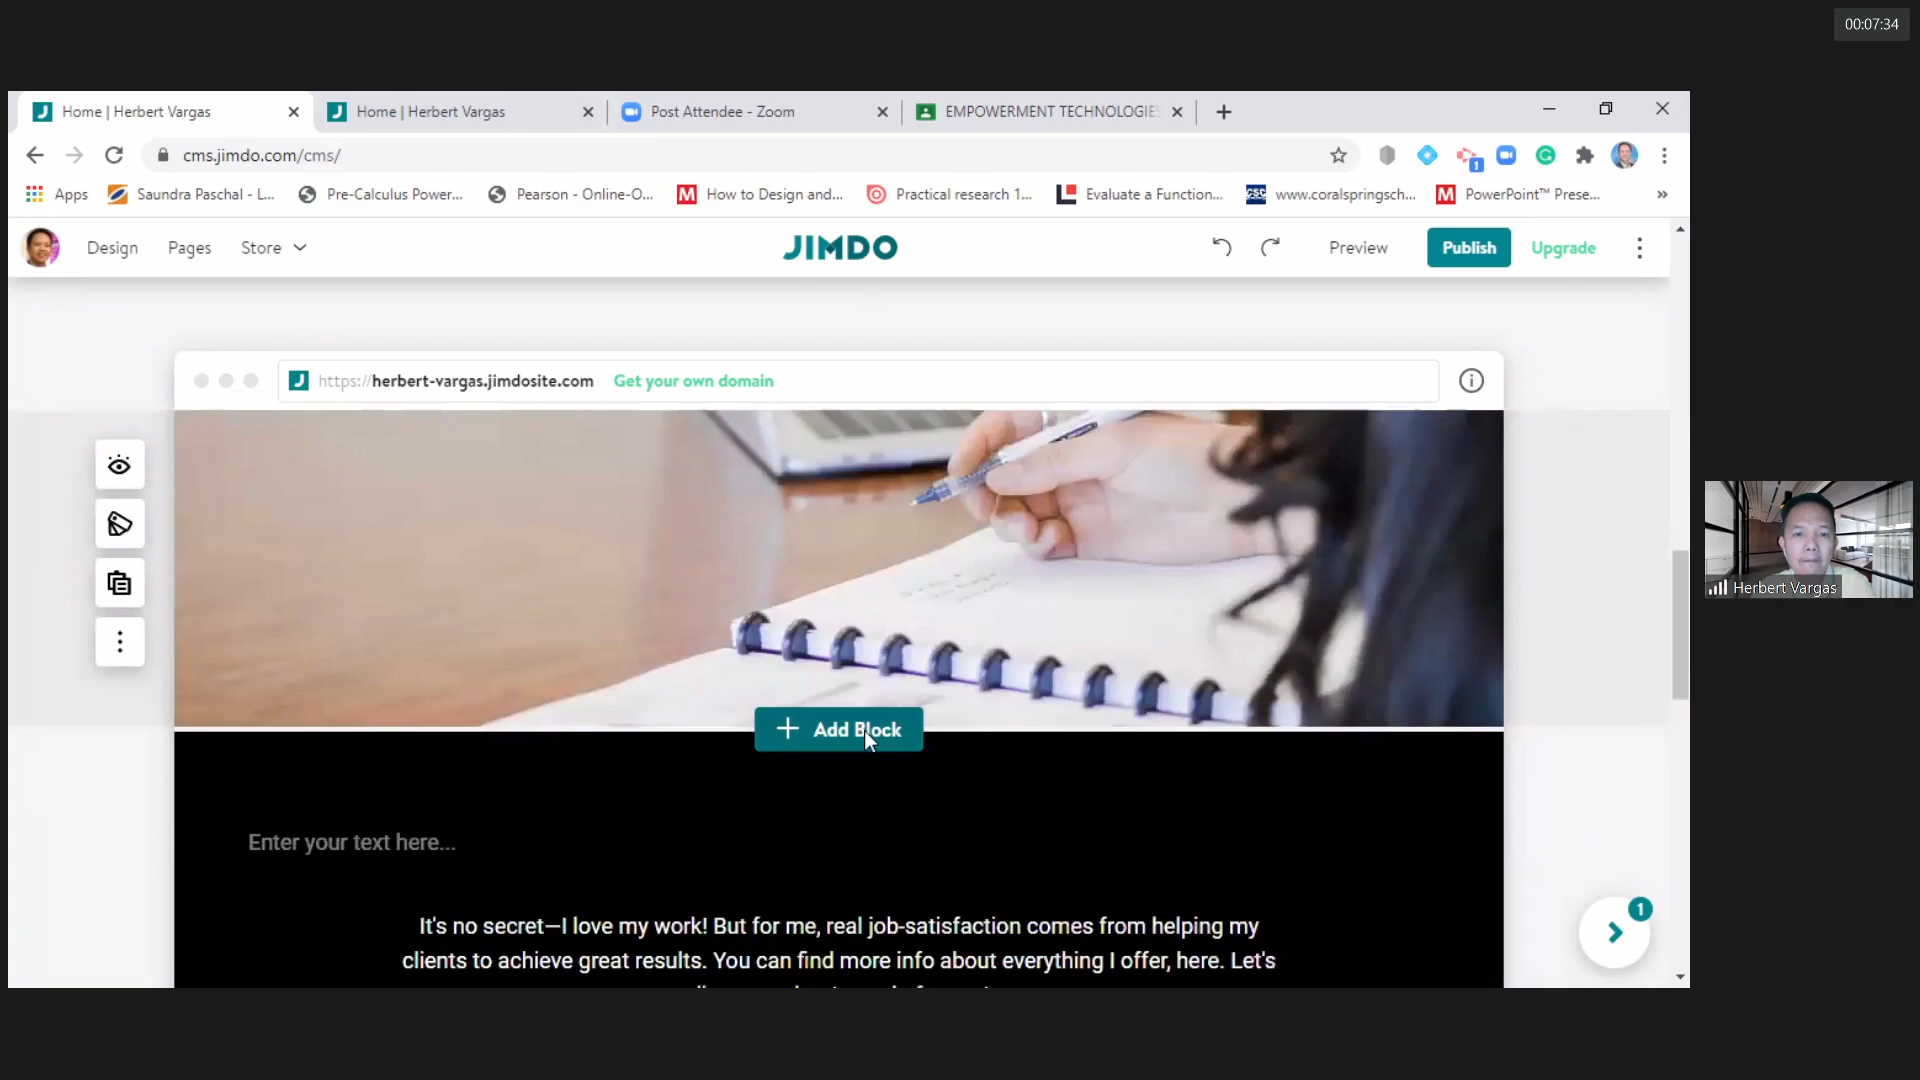 00:07:34
Home | Herbert Vargas
Home | Herbert Vargas
Post Attendee - Zoom
EMPOWERMENT TECHNOLOGIES
cms.jimdo.com/cms/
1
Apps
Saundra Paschal - L...
Pre-Calculus Power...
Pearson - Online-O...
How to Design and...
Practical research 1...
Evaluate a Function...
www.coralspringsch...
PowerPoint™ Prese...
»
Design
Pages
Store
JIMDO
Preview
Publish
Upgrade
https://herbert-vargas.jimdosite.com
Get your own domain
Add Block
Enter your text here...
It's no secret—I love my work! But for me, real job-satisfaction comes from helping my
clients to achieve great results. You can find more info about everything I offer, here. Let's
1
Herbert Vargas